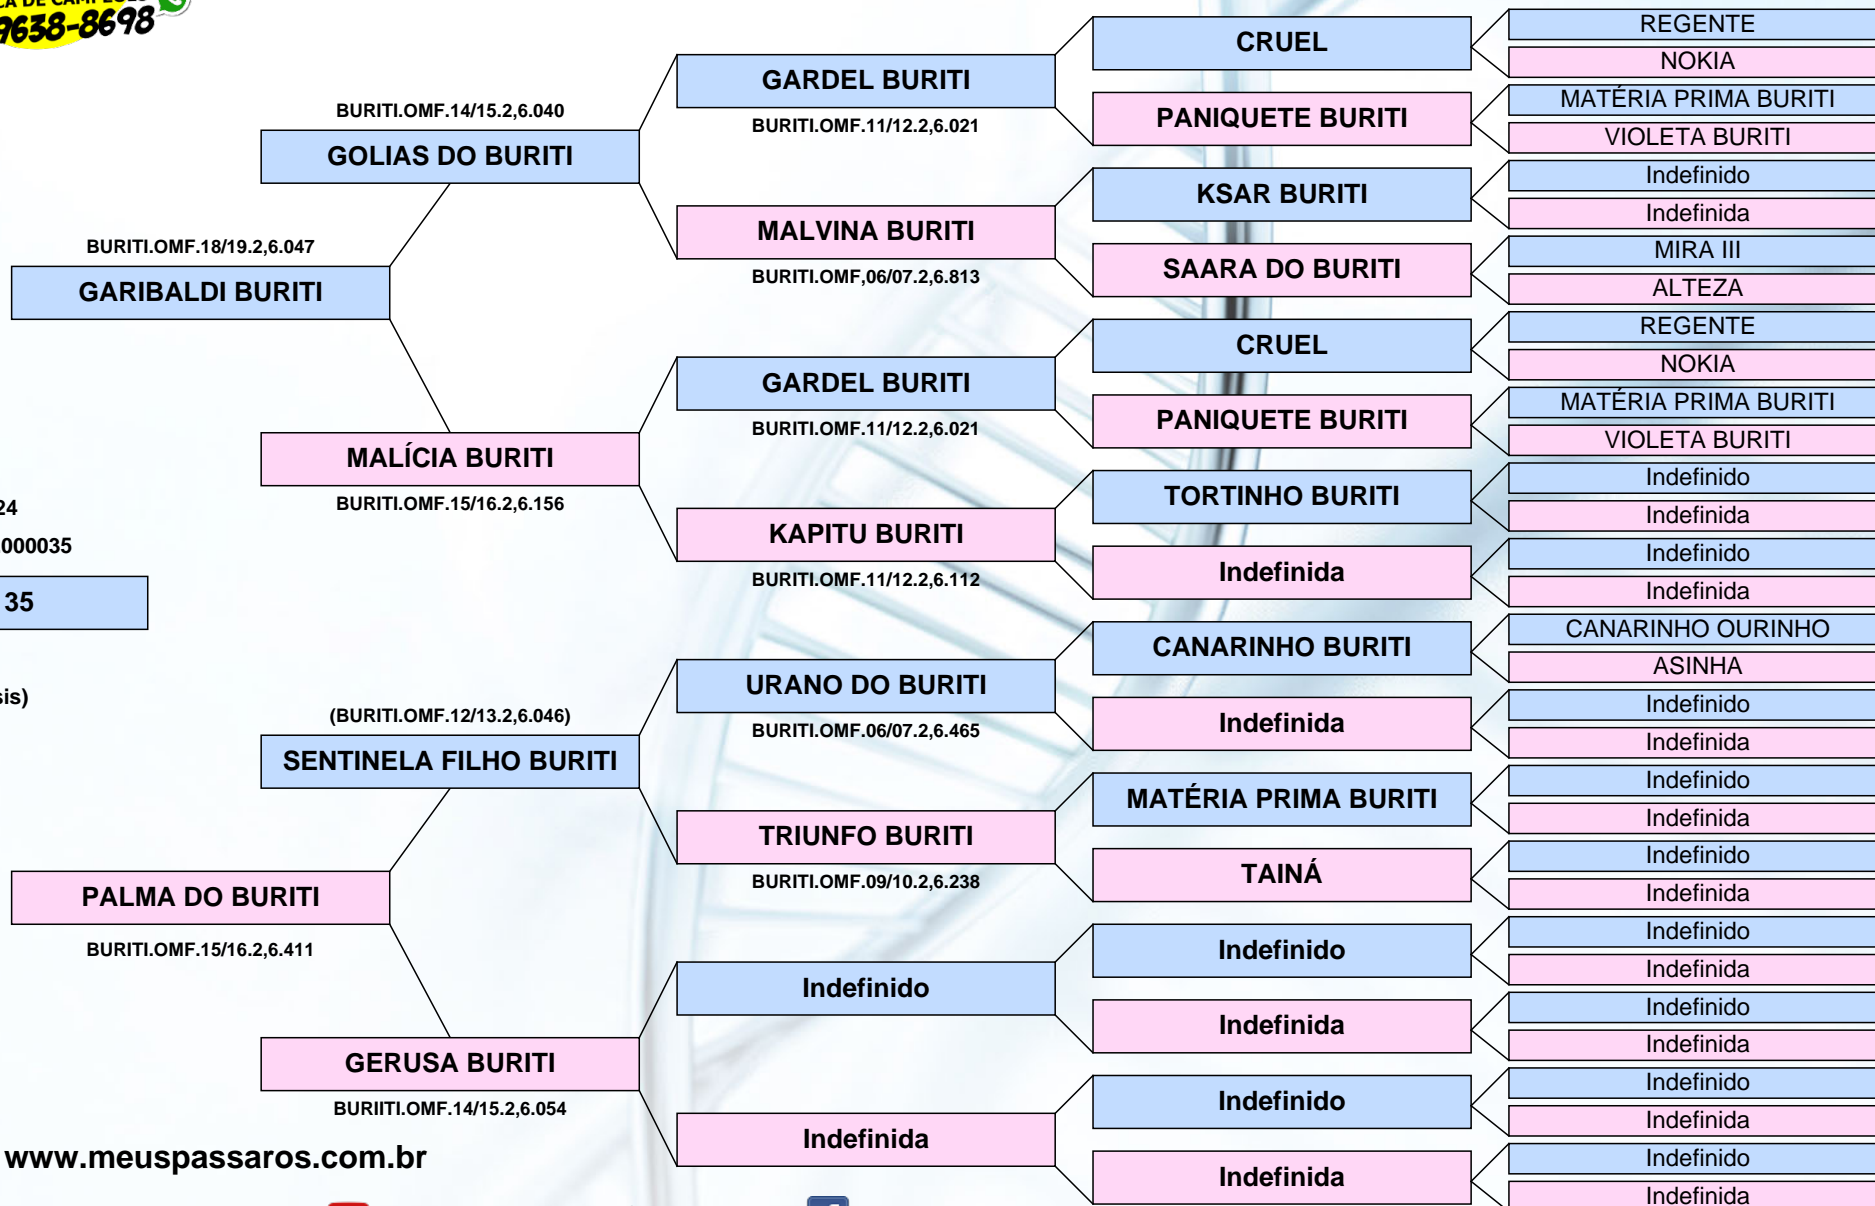 9638-8698
BURITI.OMF.14/15.2,6.040
GOLIAS DO BURITI
BURITI.OMF.18/19.2,6.047
GARIBALDI BURITI
MALÍCIA BURITI
BURITI.OMF.15/16.2,6.156
24
000035
35
sis)
(BURITI.OMF.12/13.2,6.046)
SENTINELA FILHO BURITI
PALMA DO BURITI
BURITI.OMF.15/16.2,6.411
GERUSA BURITI
BURIITI.OMF.14/15.2,6.054
www.meuspassaros.com.br
GARDEL BURITI
BURITI.OMF.11/12.2,6.021
MALVINA BURITI
BURITI.OMF,06/07.2,6.813
GARDEL BURITI
BURITI.OMF.11/12.2,6.021
KAPITU BURITI
BURITI.OMF.11/12.2,6.112
URANO DO BURITI
BURITI.OMF.06/07.2,6.465
TRIUNFO BURITI
BURITI.OMF.09/10.2,6.238
Indefinido
Indefinida
CRUEL
PANIQUETE BURITI
KSAR BURITI
SAARA DO BURITI
CRUEL
PANIQUETE BURITI
TORTINHO BURITI
Indefinida
CANARINHO BURITI
Indefinida
MATÉRIA PRIMA BURITI
TAINÁ
Indefinido
Indefinida
Indefinido
Indefinida
REGENTE
NOKIA
MATÉRIA PRIMA BURITI
VIOLETA BURITI
Indefinido
Indefinida
MIRA III
ALTEZA
REGENTE
NOKIA
MATÉRIA PRIMA BURITI
VIOLETA BURITI
Indefinido
Indefinida
Indefinido
Indefinida
CANARINHO OURINHO
ASINHA
Indefinido
Indefinida
Indefinido
Indefinida
Indefinido
Indefinida
Indefinido
Indefinida
Indefinido
Indefinida
Indefinido
Indefinida
Indefinido
Indefinida